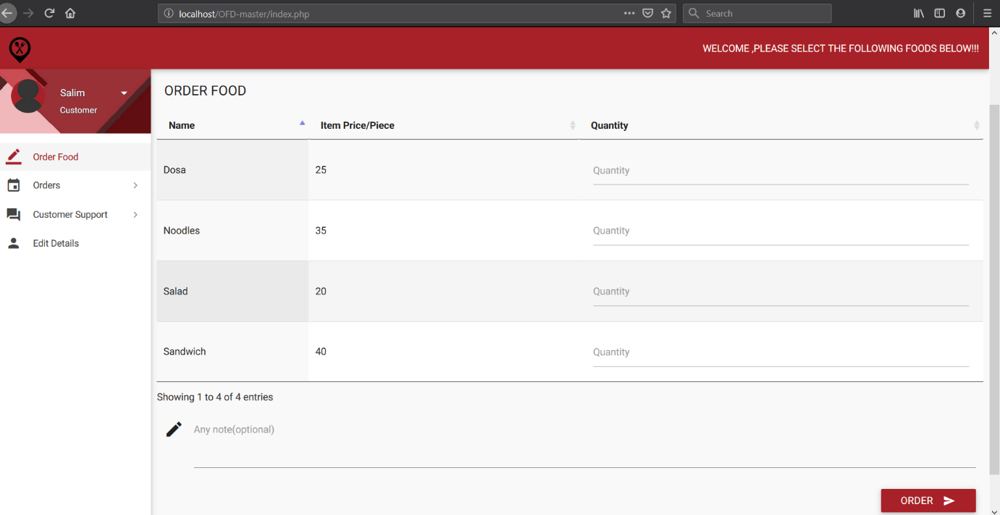 localhost/OFD-master/index.php
Search
WELCOME ,PLEASE SELECT THE FOLLOWING FOODS BELOW!!!
Salim
Customer
Order Food
Orders
Customer Support
Edit Details
ORDER FOOD
Name Item Price/Piece Quantity
Dosa 25 Quantity
Noodles 35 Quantity
Salad 20 Quantity
Sandwich 40 Quantity
Showing 1 to 4 of 4 entries
Any note(optional)
ORDER